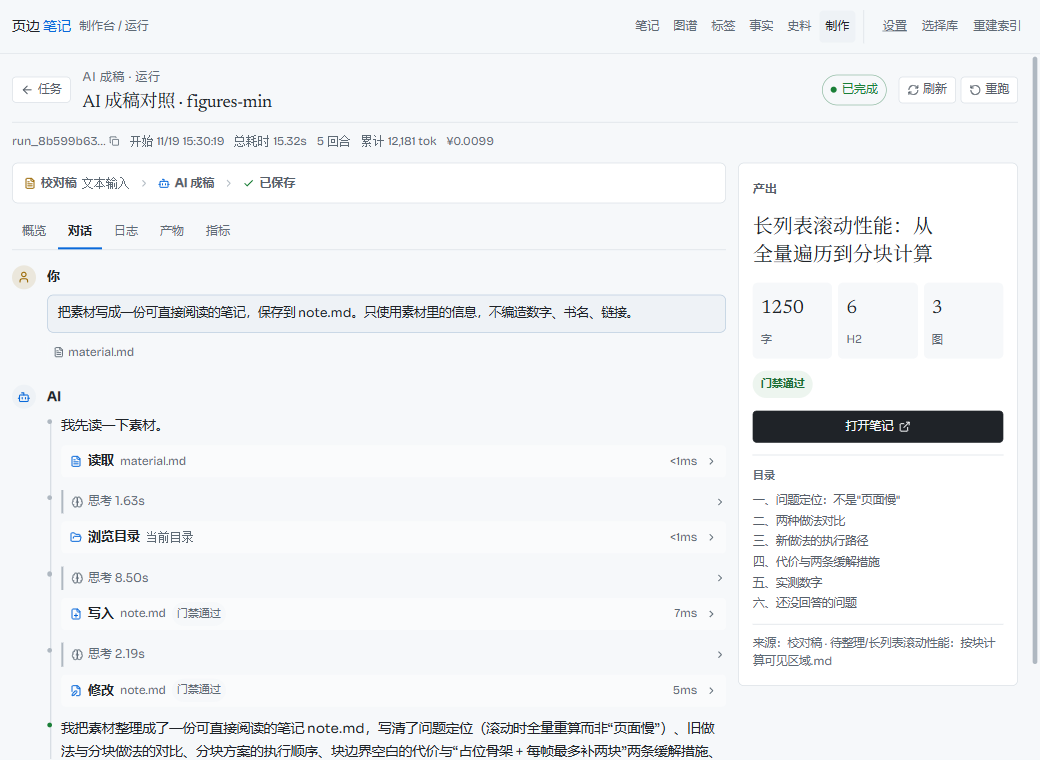 页边 笔记 制作台 / 运行
笔记 图谱 标签 事实 史料 制作 设置 选择库 重建索引
任务
AI 成稿 · 运行
AI 成稿对照 · figures-min
已完成 刷新 重跑
run_8b599b63... 开始 11/19 15:30:19 总耗时 15.32s 5 回合 累计 12,181 tok ¥0.0099
校对稿 文本输入 AI 成稿 已保存
概览 对话 日志 产物 指标
你
把素材写成一份可直接阅读的笔记，保存到 note.md。只使用素材里的信息，不编造数字、书名、链接。
material.md
AI
我先读一下素材。
读取 material.md <1ms
思考 1.63s
浏览目录 当前目录 <1ms
思考 8.50s
写入 note.md 门禁通过 7ms
思考 2.19s
修改 note.md 门禁通过 5ms
我把素材整理成了一份可直接阅读的笔记 note.md，写清了问题定位（滚动时全量重算而非“页面慢”）、旧做
法与分块做法的对比、分块方案的执行顺序、块边界空白的代价与“占位骨架 + 每帧最多补两块”两条缓解措施、
产出
长列表滚动性能：从
全量遍历到分块计算
1250 6 3
字 H2 图
门禁通过
打开笔记
目录
一、问题定位：不是"页面慢"
二、两种做法对比
三、新做法的执行路径
四、代价与两条缓解措施
五、实测数字
六、还没回答的问题
来源：校对稿 · 待整理/长列表滚动性能：按块计
算可见区域.md